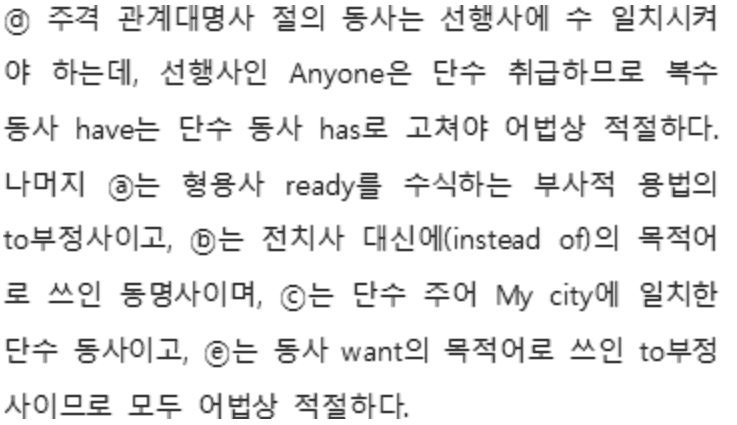 ⓓ 주격 관계대명사 절의 동사는 선행사에 수 일치시켜
야 하는데, 선행사인 Anyone은 단수 취급하므로 복수
동사 have는 단수 동사 has로 고쳐야 어법상 적절하다.
나머지 ⓐ는 형용사 ready를 수식하는 부사적 용법의
to부정사이고, ⓑ는 전치사 대신에(instead of)의 목적어
로 쓰인 동명사이며, ⓒ는 단수 주어 My city에 일치한
단수 동사이고, ⓔ는 동사 want의 목적어로 쓰인 to부정
사이므로 모두 어법상 적절하다.